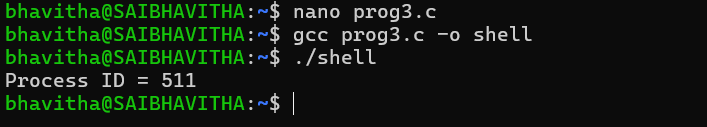 bhavitha@SAIBHAVITHA:~$ nano prog3.c
bhavitha@SAIBHAVITHA:~$ gcc prog3.c -o shell
bhavitha@SAIBHAVITHA:~$ ./shell
Process ID = 511
bhavitha@SAIBHAVITHA:~$